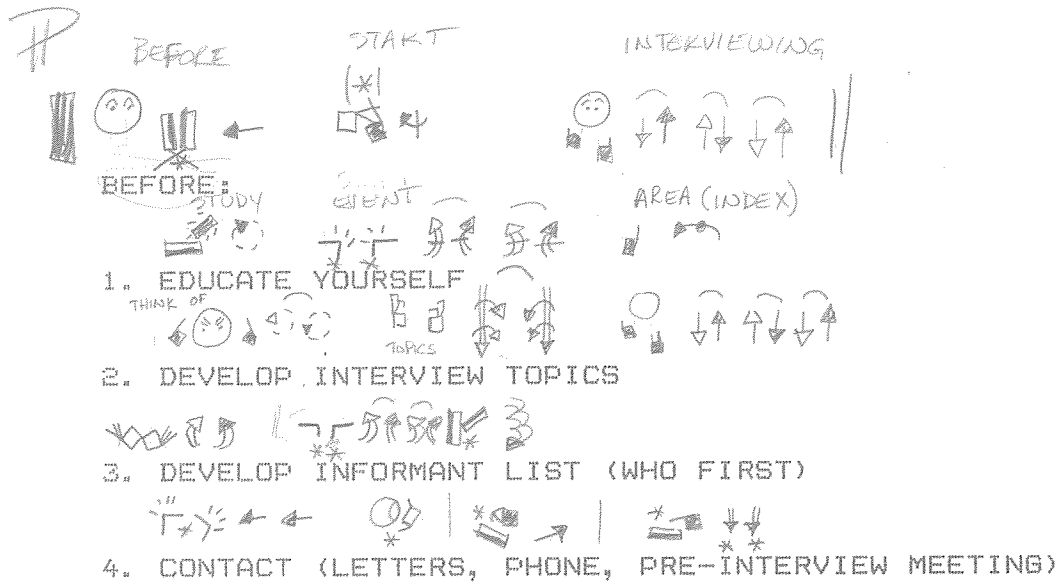 BEFORE START INTERVIEWING
BEFORE:
STUDY EVENT AREA (INDEX)
1. EDUCATE YOURSELF
THINK OF
TOPICS
2. DEVELOP INTERVIEW TOPICS
3. DEVELOP INFORMANT LIST (WHO FIRST)
4. CONTACT (LETTERS, PHONE, PRE-INTERVIEW MEETING)